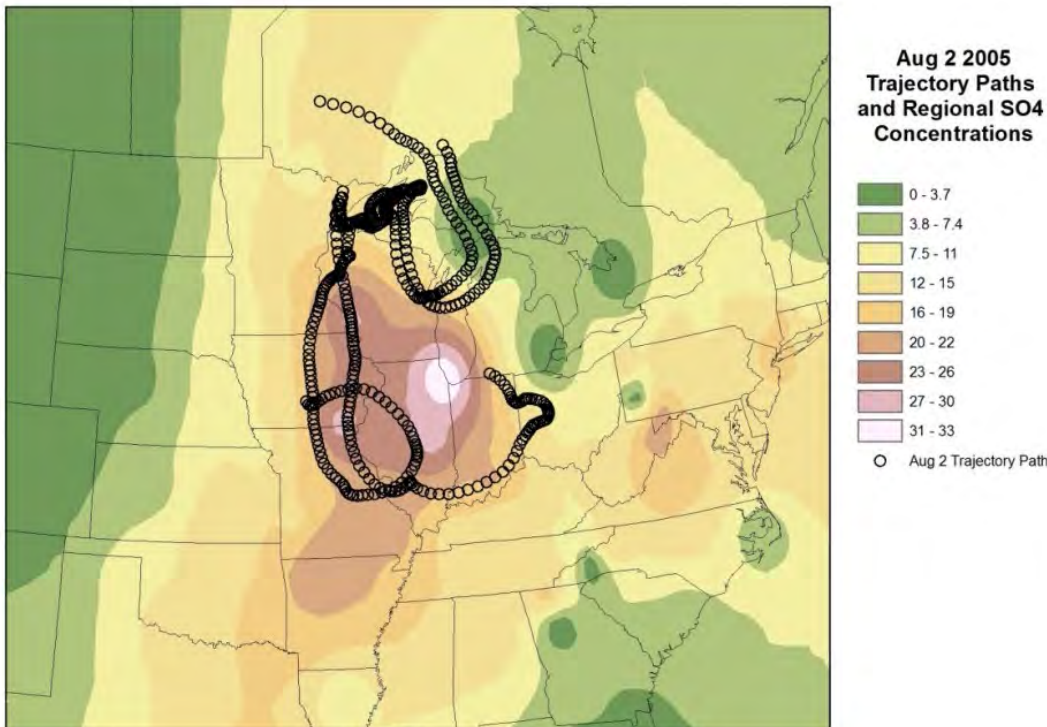 Aug 2 2005
Trajectory Paths
and Regional SO4
Concentrations
0 - 3.7
3.8 - 7.4
7.5 - 11
12 - 15
16 - 19
20 - 22
23 - 26
27 - 30
31 - 33
Aug 2 Trajectory Path